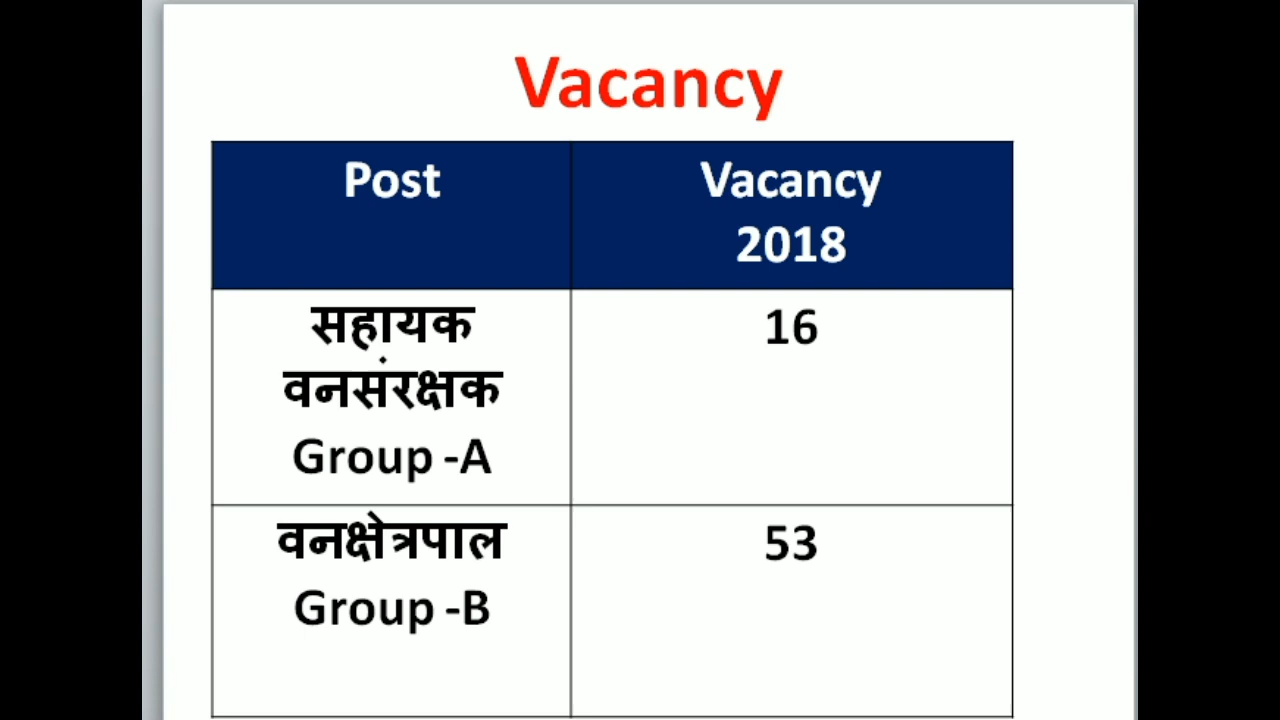 Vacancy
Post
Vacancy
2018
सहायक
वनसंरक्षक
Group -A
16
वनक्षेत्रपाल
Group -B
53